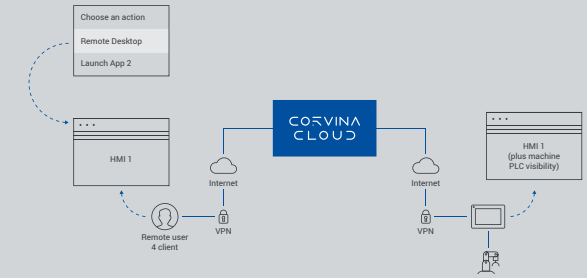 Choose an action
Remote Desktop
Launch App 2
HMI 1
CORVINA
CLOUD
HMI 1
(plus machine
PLC visibility)
Internet
Internet
VPN
VPN
Remote user
4 client